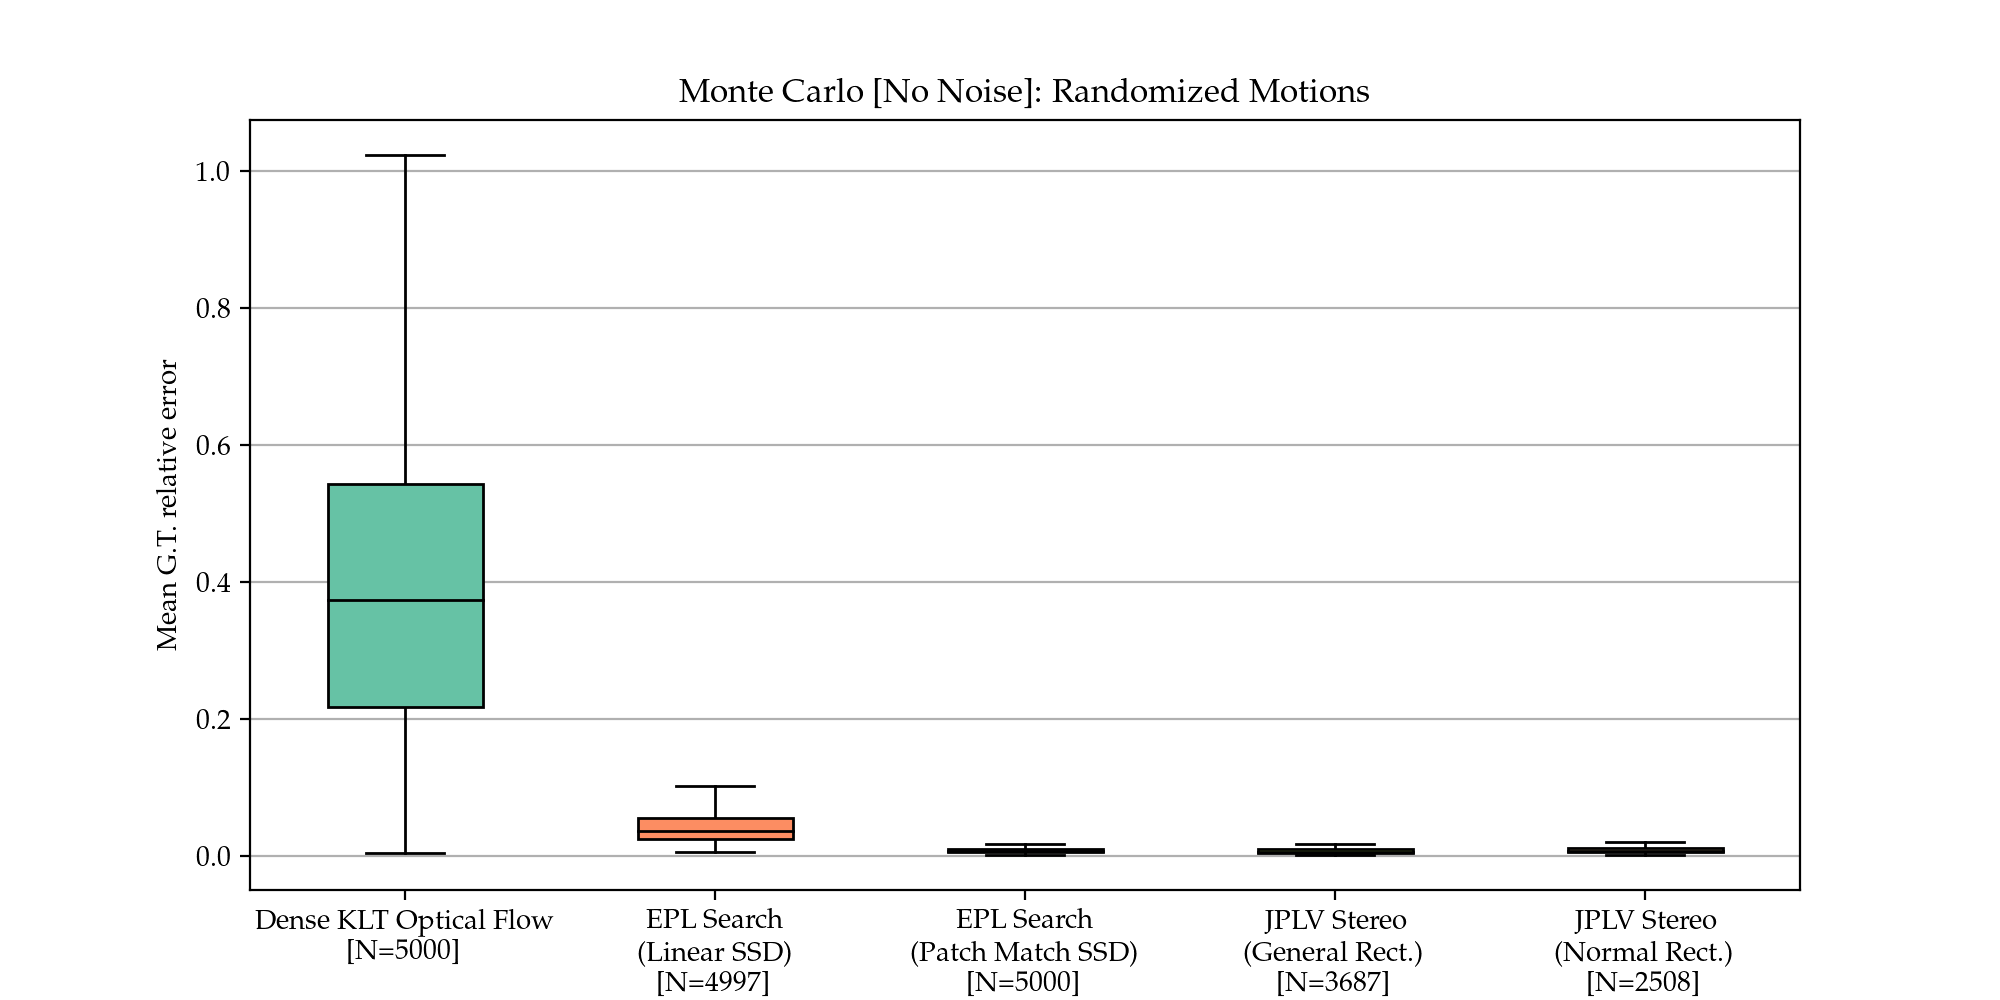 Monte Carlo [No Noise]: Randomized Motions
Mean G.T. relative error
1.0
0.8
0.6
0.4
0.2
0.0
Dense KLT Optical Flow
[N=5000]
EPL Search
(Linear SSD)
[N=4997]
EPL Search
(Patch Match SSD)
[N=5000]
JPLV Stereo
(General Rect.)
[N=3687]
JPLV Stereo
(Normal Rect.)
[N=2508]